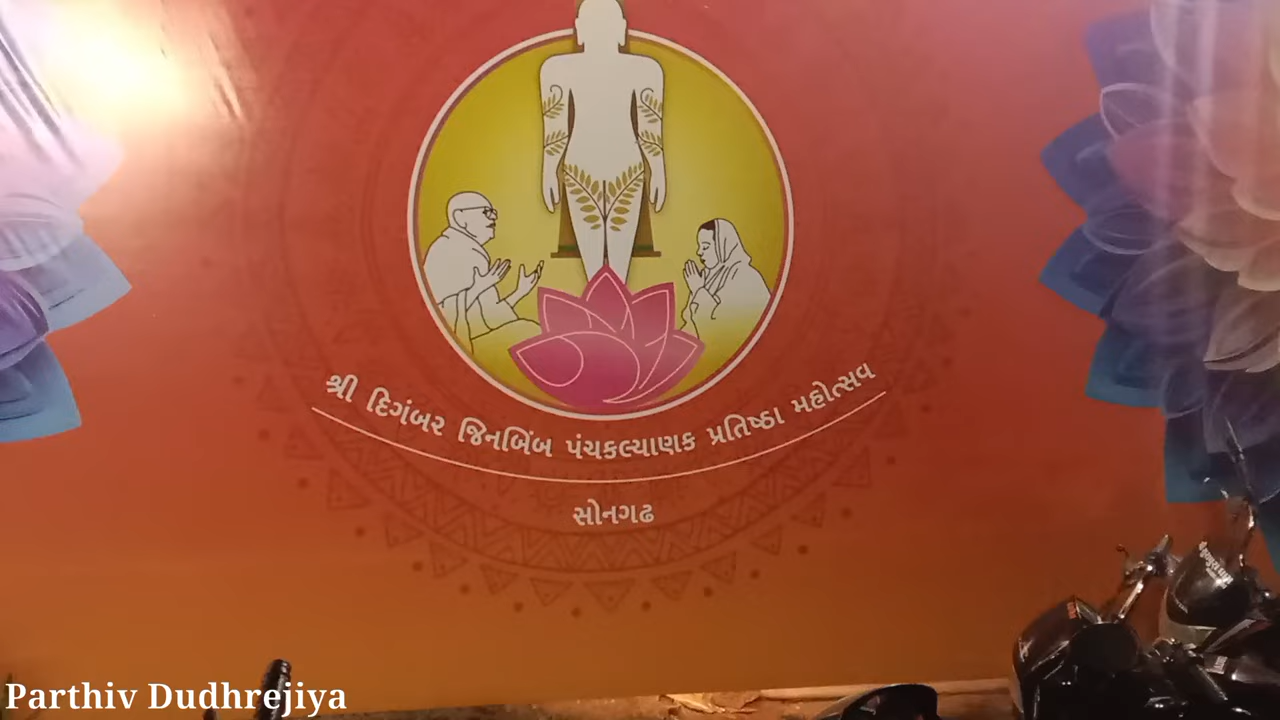 શ્રી દિગંબર જિનબિંબ પંચકલ્યાણક પ્રતિષ્ઠા મહોત્સવ
સોનગઢ
Parthiv Dudhrejiya